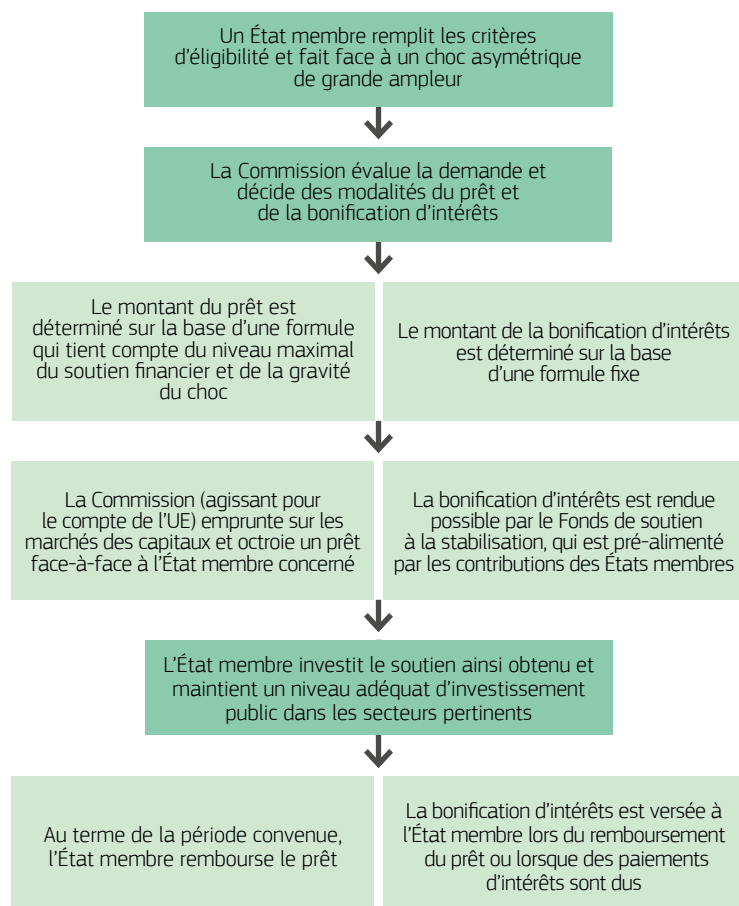 Un État membre remplit les critères
d'éligibilité et fait face à un choc asymétrique
de grande ampleur
La Commission évalue la demande et
décide des modalités du prêt et
de la bonification d'intérêts
Le montant du prêt est
déterminé sur la base d'une formule
qui tient compte du niveau maximal
du soutien financier et de la gravité
du choc
Le montant de la bonification d'intérêts
est déterminé sur la base
d'une formule fixe
La Commission (agissant pour
le compte de l'UE) emprunte sur les
marchés des capitaux et octroie un prêt
face-à-face à l'État membre concerné
La bonification d'intérêts est rendue
possible par le Fonds de soutien
à la stabilisation, qui est pré-alimenté
par les contributions des États membres
L'État membre investit le soutien ainsi obtenu et
maintient un niveau adéquat d'investissement
public dans les secteurs pertinents
Au terme de la période convenue,
l'État membre rembourse le prêt
La bonification d'intérêts est versée à
l'État membre lors du remboursement
du prêt ou lorsque des paiements
d'intérêts sont dus